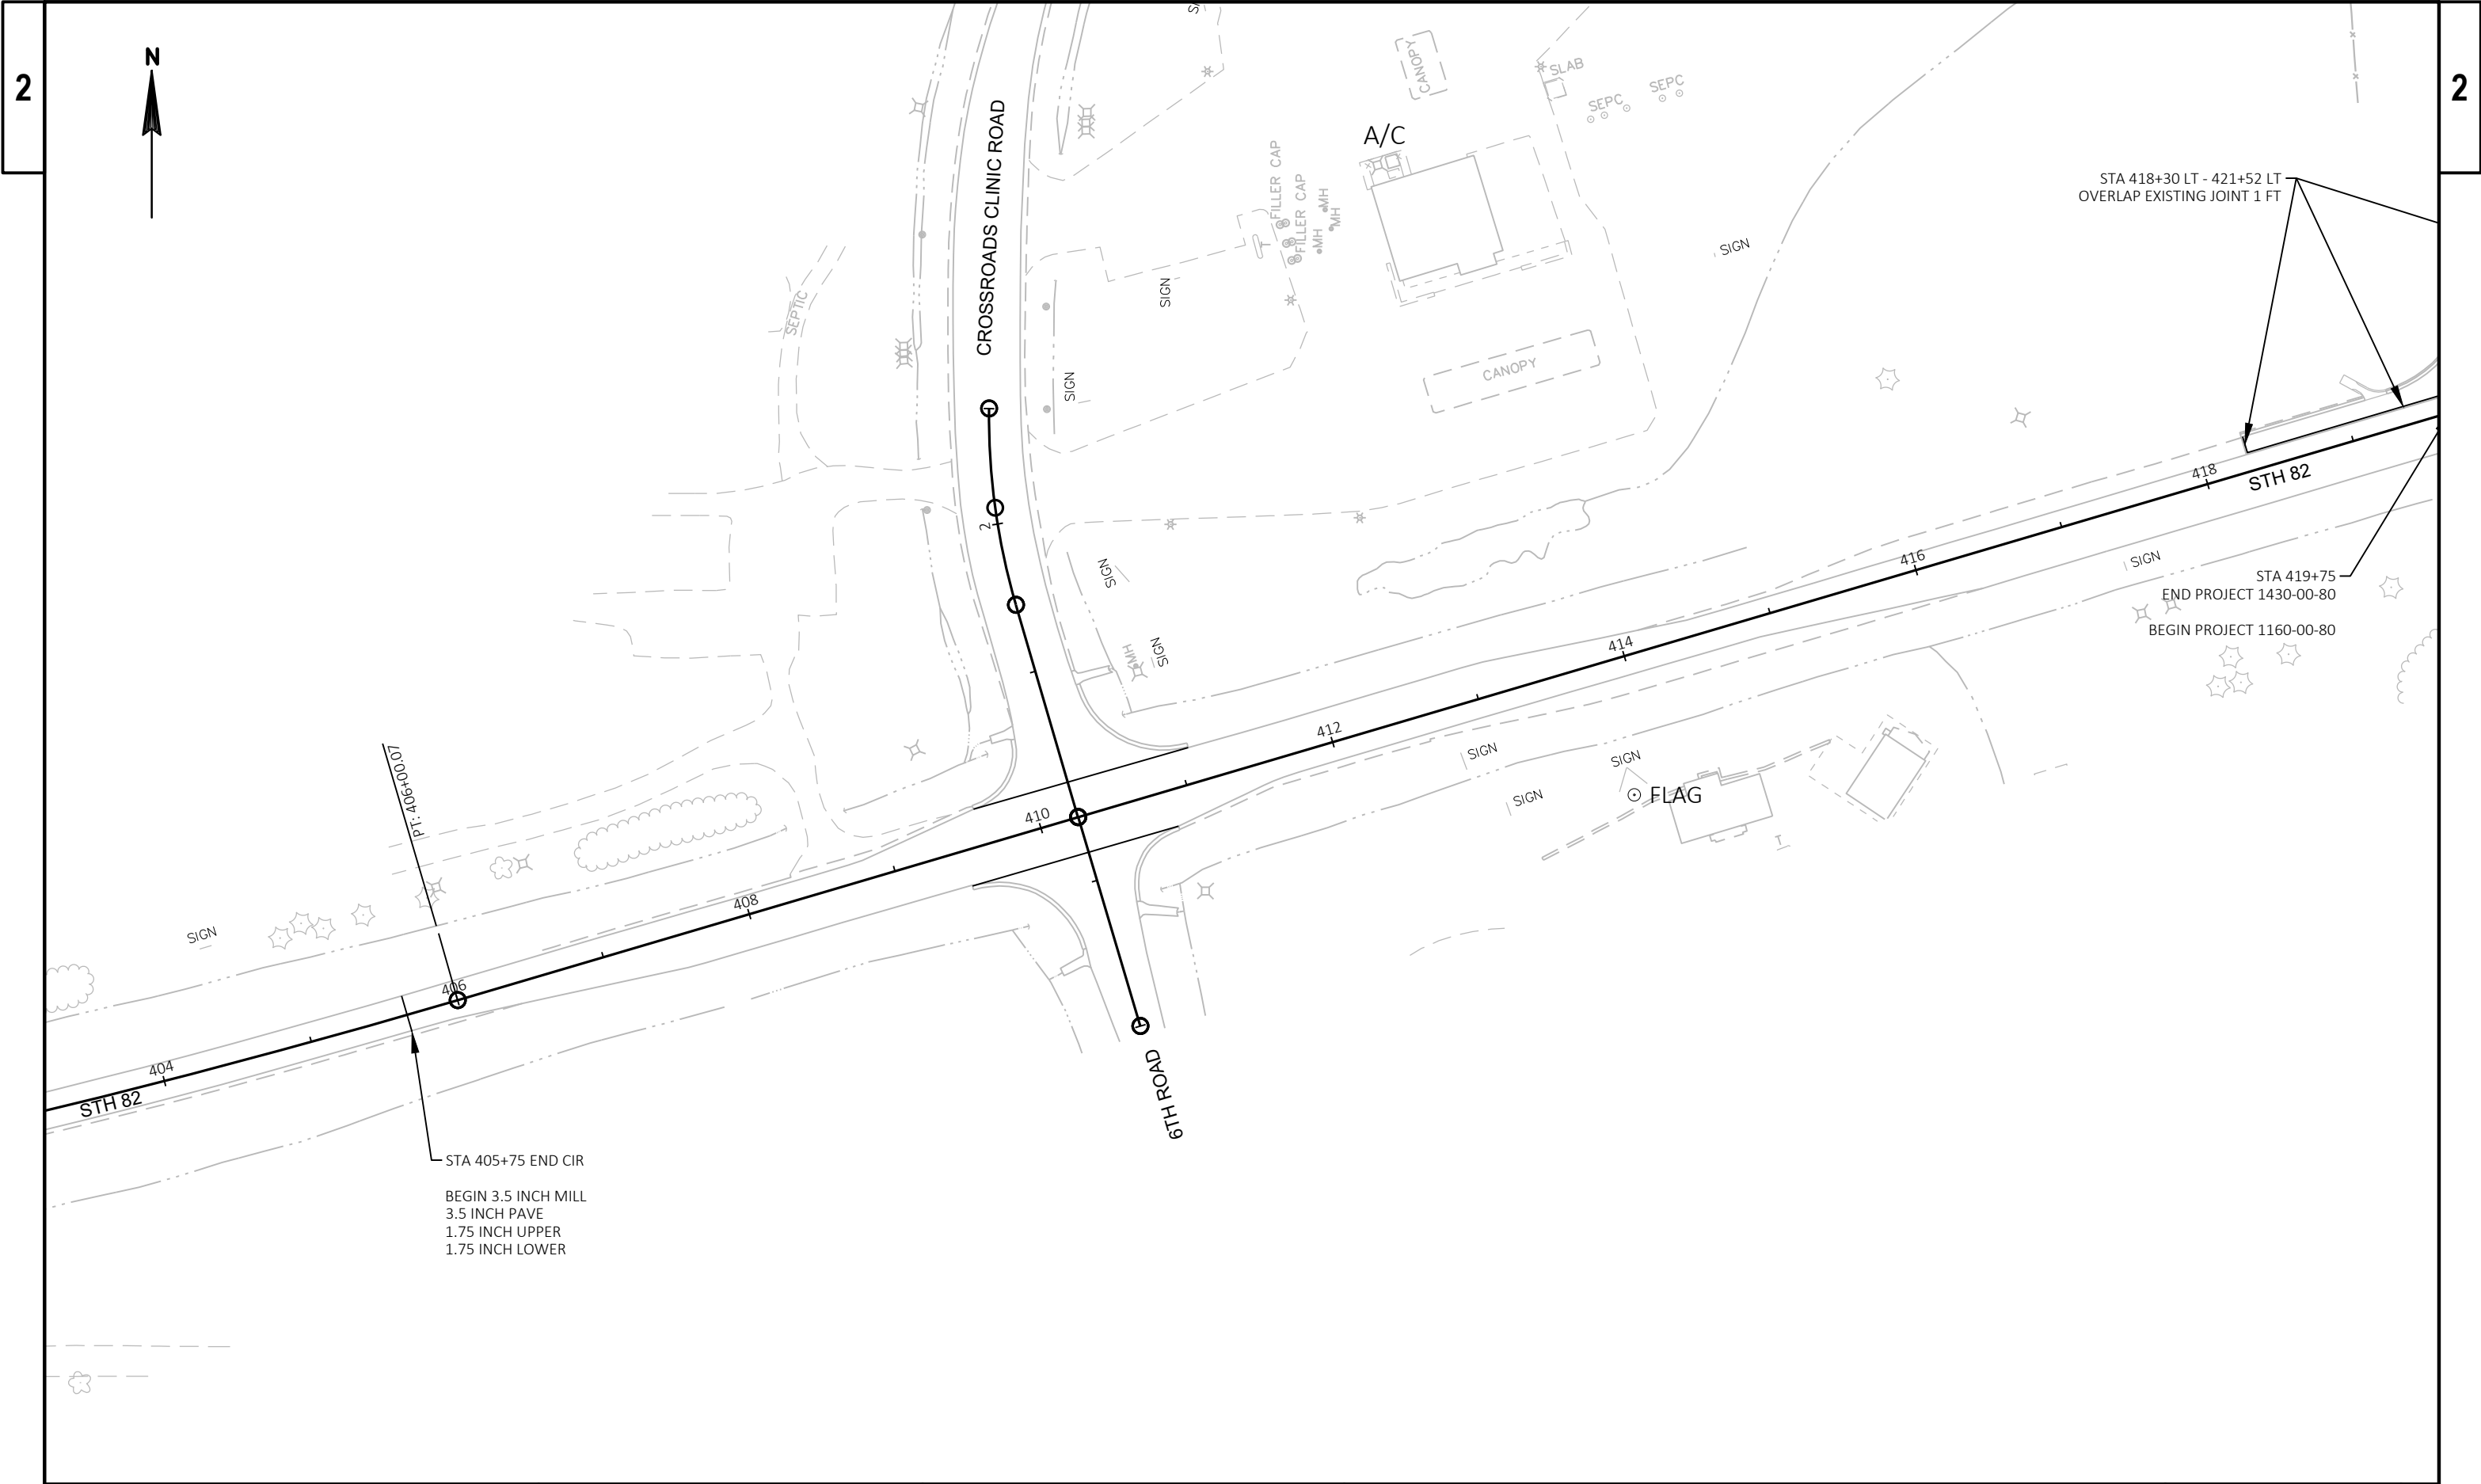 2
N
2
CANOPY
SLAB
SEPC
SEPC
A/C
CROSSROADS CLINIC ROAD
FILLER CAP
FILLER CAP
MH
MH
MH
STA 418+30 LT - 421+52 LT
OVERLAP EXISTING JOINT 1 FT
SIGN
SIGN
SEPTIC
SIGN
CANOPY
418
STH 82
2
SIGN
416
SIGN
STA 419+75
END PROJECT 1430-00-80
BEGIN PROJECT 1160-00-80
MH
SIGN
414
412
SIGN
SIGN
SIGN
FLAG
PT: 406+00.07
410
408
SIGN
406
404
STH 82
6TH ROAD
STA 405+75 END CIR
BEGIN 3.5 INCH MILL
3.5 INCH PAVE
1.75 INCH UPPER
1.75 INCH LOWER